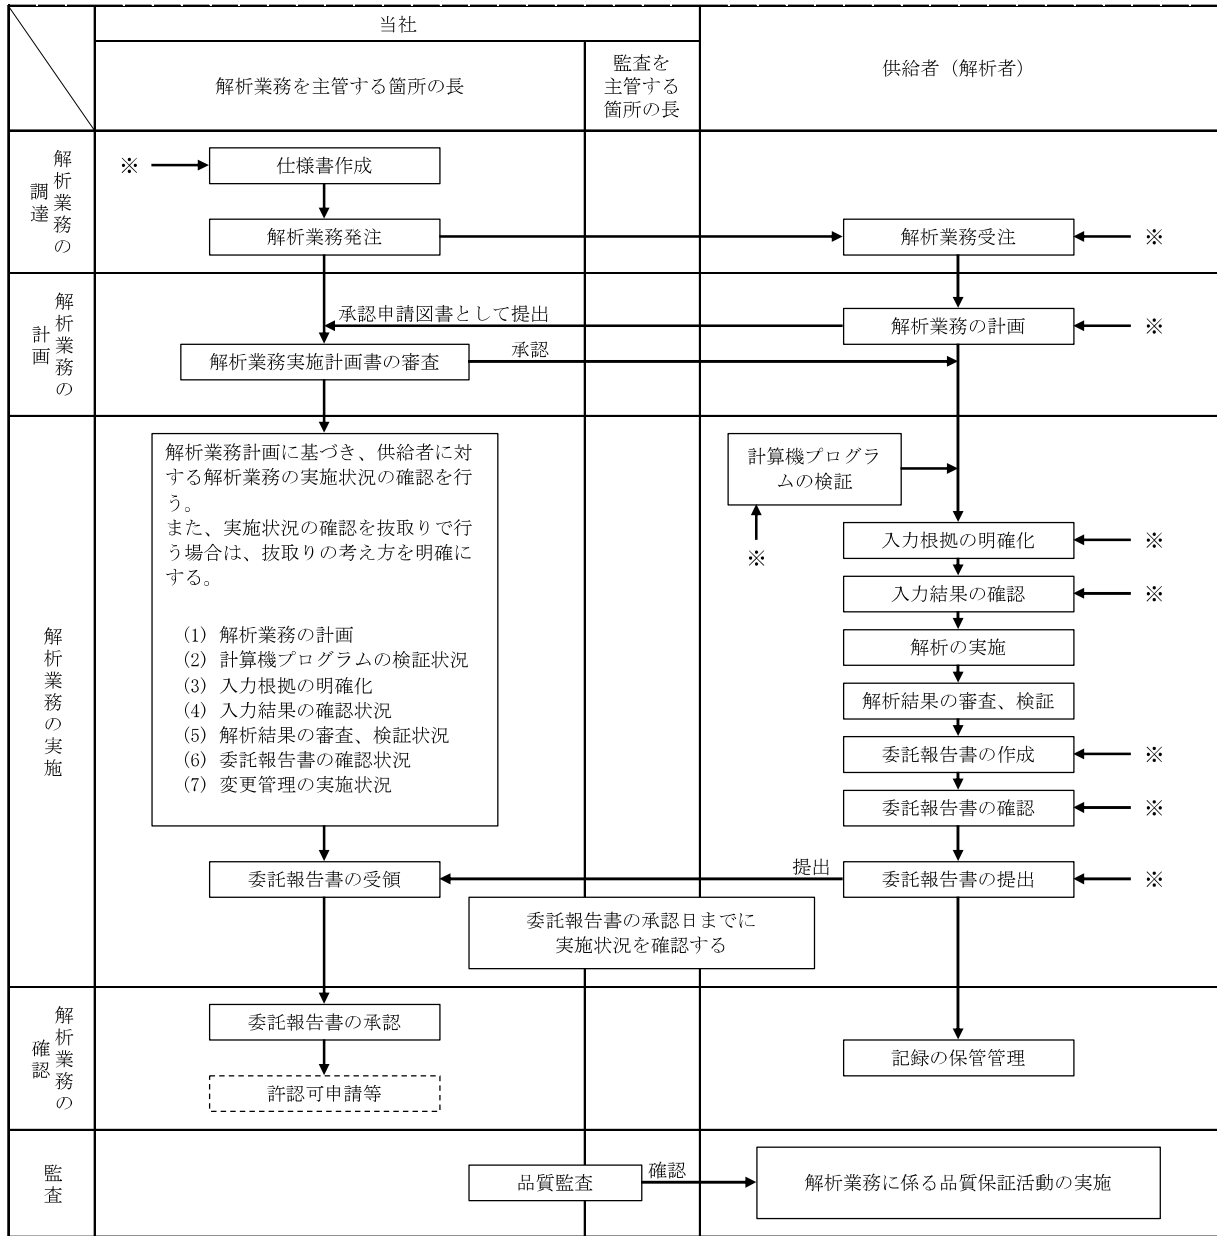 当社
解析業務を主管する箇所の長
監査を
主管する
箇所の長
供給者（解析者）
解析業務の
調達
※
仕様書作成
解析業務発注
解析業務受注
※
解析業務の
計画
承認申請図書として提出
解析業務の計画
※
解析業務実施計画書の審査
承認
解析業務の実施
解析業務計画に基づき、供給者に対
する解析業務の実施状況の確認を行
う。
また、実施状況の確認を抜取りで行
う場合は、抜取りの考え方を明確に
する。
(1) 解析業務の計画
(2) 計算機プログラムの検証状況
(3) 入力根拠の明確化
(4) 入力結果の確認状況
(5) 解析結果の審査、検証状況
(6) 委託報告書の確認状況
(7) 変更管理の実施状況
計算機プログラ
ムの検証
※
入力根拠の明確化
※
入力結果の確認
※
解析の実施
解析結果の審査、検証
委託報告書の作成
※
委託報告書の確認
※
委託報告書の受領
提出
委託報告書の提出
※
委託報告書の承認日までに
実施状況を確認する
解析業務の
確認
委託報告書の承認
許認可申請等
記録の保管管理
監査
品質監査
確認
解析業務に係る品質保証活動の実施